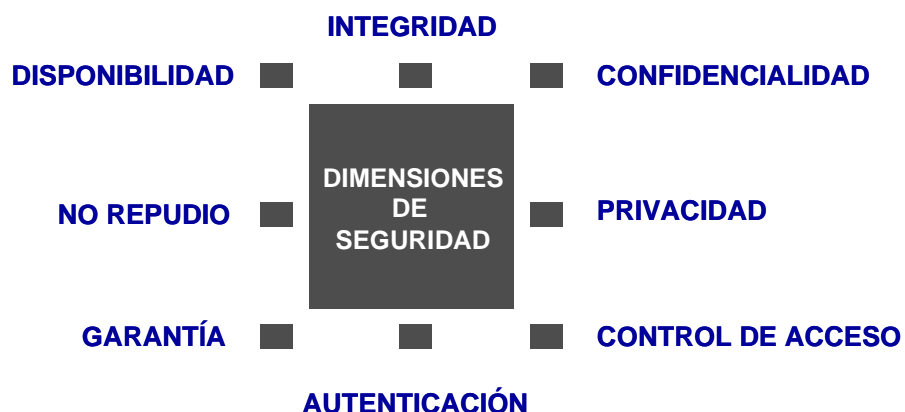 INTEGRIDAD
DISPONIBILIDAD
CONFIDENCIALIDAD
DIMENSIONES
DE
SEGURIDAD
NO REPUDIO
PRIVACIDAD
GARANTÍA
CONTROL DE ACCESO
AUTENTICACIÓN